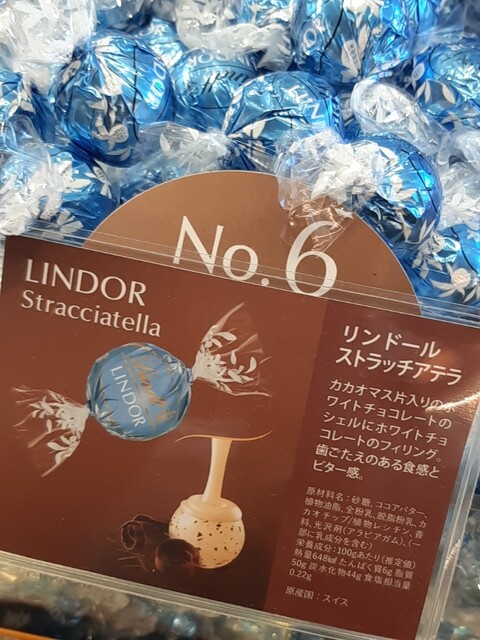 No.6
LINDOR
Stracciatella
LINDOR
リンドール
ストラッチアテラ
カカオマス片入りのホ
ワイトチョコレートの
シェルにホワイトチョ
コレートのフィリング。
歯ごたえのある食感と
ビター感。
原材料名：砂糖、ココアバター、
植物油脂、全粉乳、脱脂粉乳、カ
カオチップ/植物レシチン、香
料、光沢剤(アラビアガム)、(一
部に乳成分を含む)
栄養成分：100gあたり(推定値)
熱量648㎉ たんぱく質6g 脂質
50g 炭水化物44g 食塩相当量
0.22g
原産国：スイス